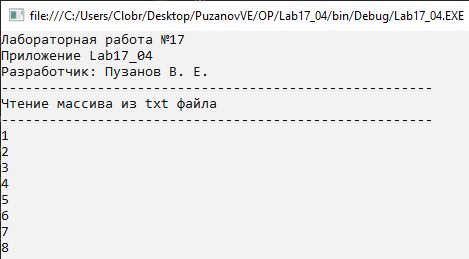 file:///C:/Users/Clobr/Desktop/PuzanovVE/OP/Lab17_04/bin/Debug/Lab17_04.EXE
Лабораторная работа №17
Приложение Lab17_04
Разработчик: Пузанов В. Е.
------------------------------------------------------
Чтение массива из txt файла
------------------------------------------------------
1
2
3
4
5
6
7
8